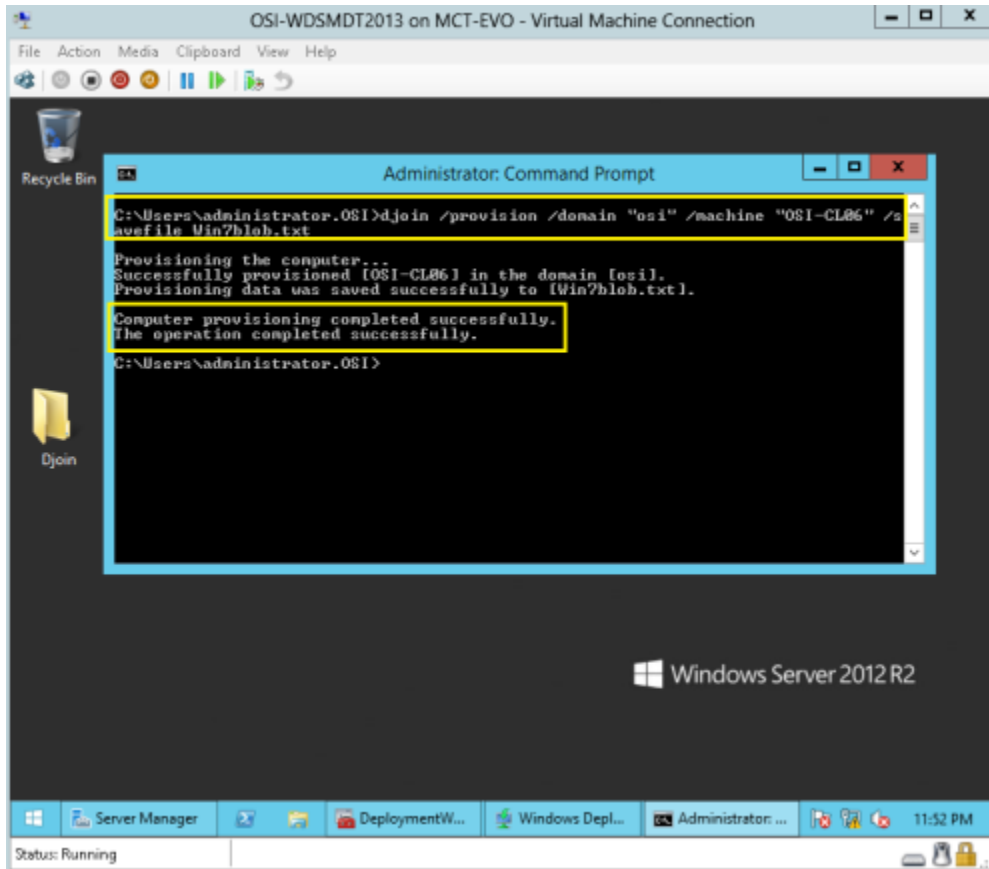 OSI-WDSMDT2013 on MCT-EVO - Virtual Machine Connection
File Action Media Clipboard View Help
Recycle Bin
Administrator: Command Prompt
C:\Users\administrator.OSI>djoin /provision /domain "osi" /machine "OSI-CL06" /s
avefile Win7blob.txt
Provisioning the computer...
Successfully provisioned [OSI-CL06] in the domain [osi].
Provisioning data was saved successfully to [Win7blob.txt].
Computer provisioning completed successfully.
The operation completed successfully.
C:\Users\administrator.OSI>
Djoin
Windows Server 2012 R2
Server Manager
DeploymentW...
Windows Depl...
Administrator: ...
11:52 PM
Status: Running